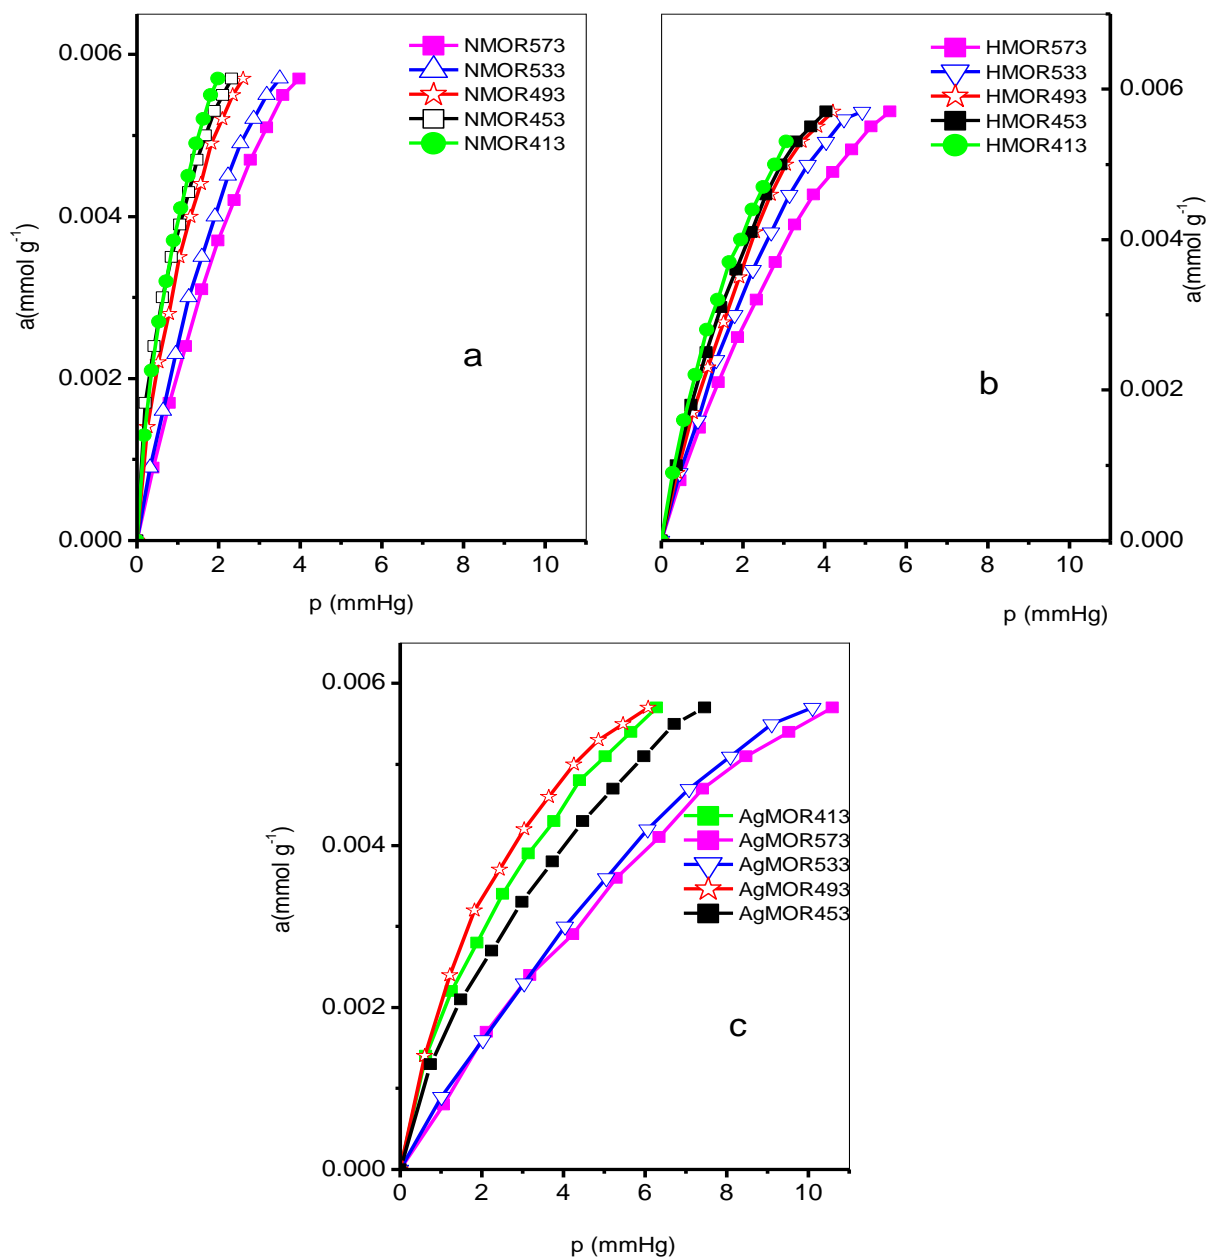 NMOR573
NMOR533
NMOR493
NMOR453
NMOR413
a
0.006
0.004
0.002
0.000
a(mmol g-1)
0 2 4 6 8 10
p (mmHg)
HMOR573
HMOR533
HMOR493
HMOR453
HMOR413
b
0.006
0.004
0.002
0.000
a(mmol g-1)
0 2 4 6 8 10
p (mmHg)
0.006
0.004
0.002
0.000
a(mmol g-1)
AgMOR413
AgMOR573
AgMOR533
AgMOR493
AgMOR453
c
0 2 4 6 8 10
p (mmHg)